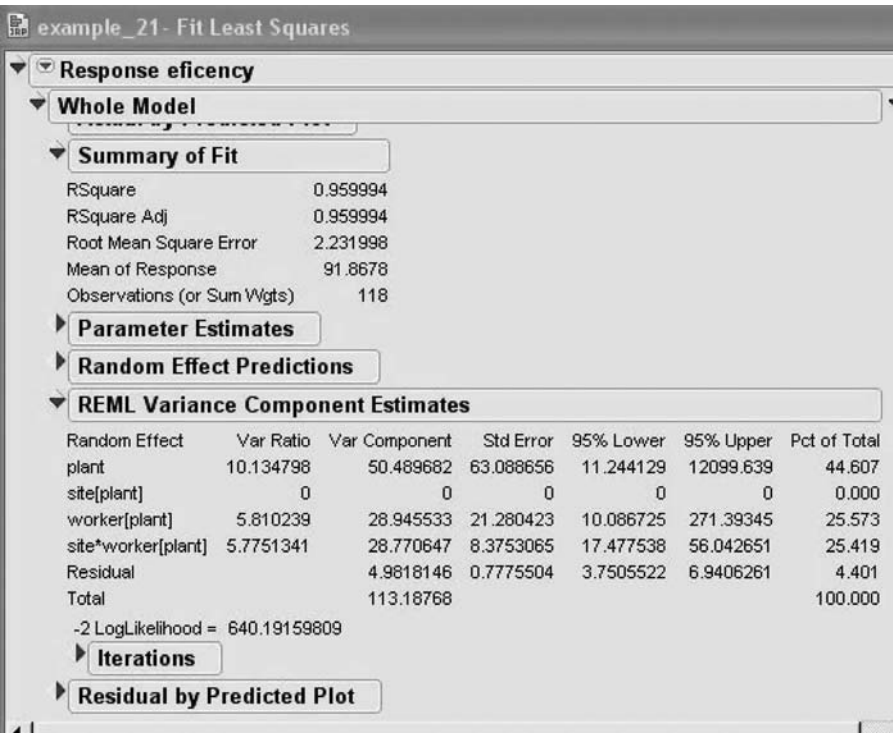 example_21- Fit Least Squares
Response eficency
Whole Model
Summary of Fit
RSquare 0.959994
RSquare Adj 0.959994
Root Mean Square Error 2.231998
Mean of Response 91.8678
Observations (or Sum Wgts) 118
Parameter Estimates
Random Effect Predictions
REML Variance Component Estimates
Random Effect Var Ratio Var Component Std Error 95% Lower 95% Upper Pct of Total
plant 10.134798 50.489682 63.088656 11.244129 12099.639 44.607
site[plant] 0 0 0 0 0 0.000
worker[plant] 5.810239 28.945533 21.280423 10.086725 271.39345 25.573
site*worker[plant] 5.7751341 28.770647 8.3753065 17.477538 56.042651 25.419
Residual 4.9818146 0.7775504 3.7505522 6.9406261 4.401
Total 113.18768 100.000
-2 LogLikelihood = 640.19159809
Iterations
Residual by Predicted Plot